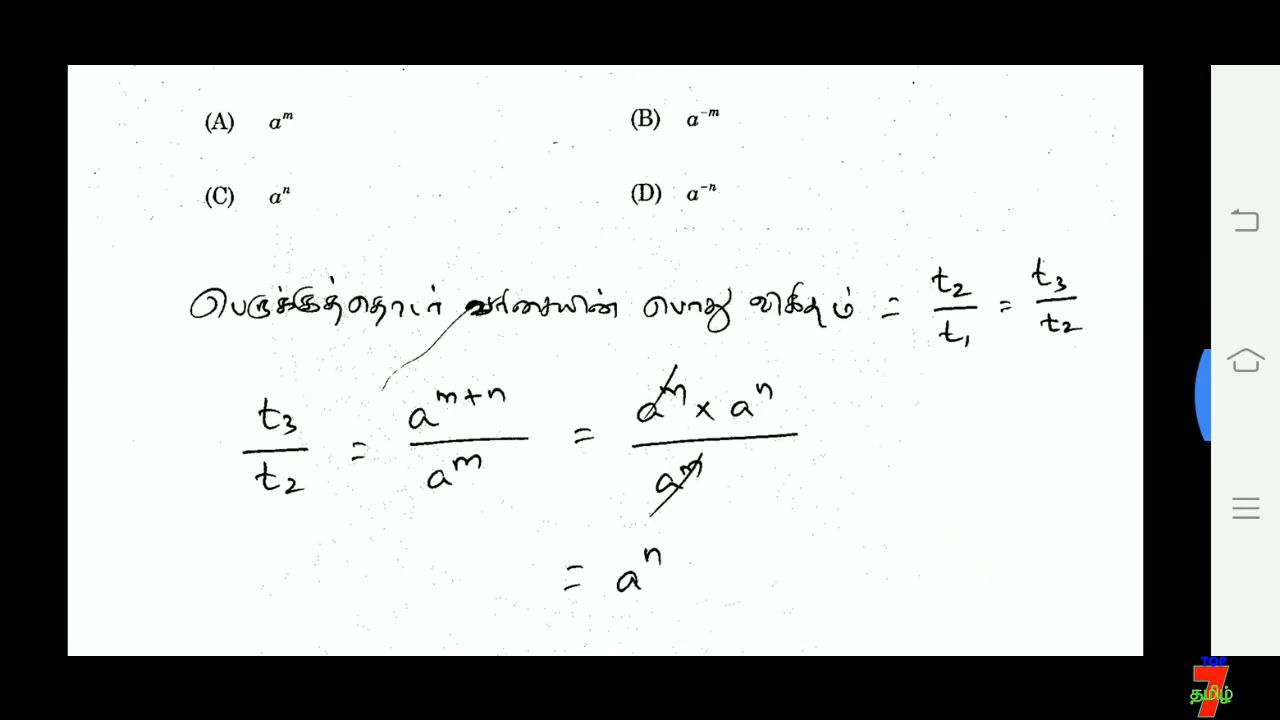 (A) a^m (B) a^{-m}
(C) a^n (D) a^{-n}
பெருக்குத்தொடர் வரிசையின் பொது விகிதம் = t₂/t₁ = t₃/t₂
t₃/t₂ = a^{m+n}/a^m = a^m × a^n/a^m
= a^n
TOP
7
தமிழ்